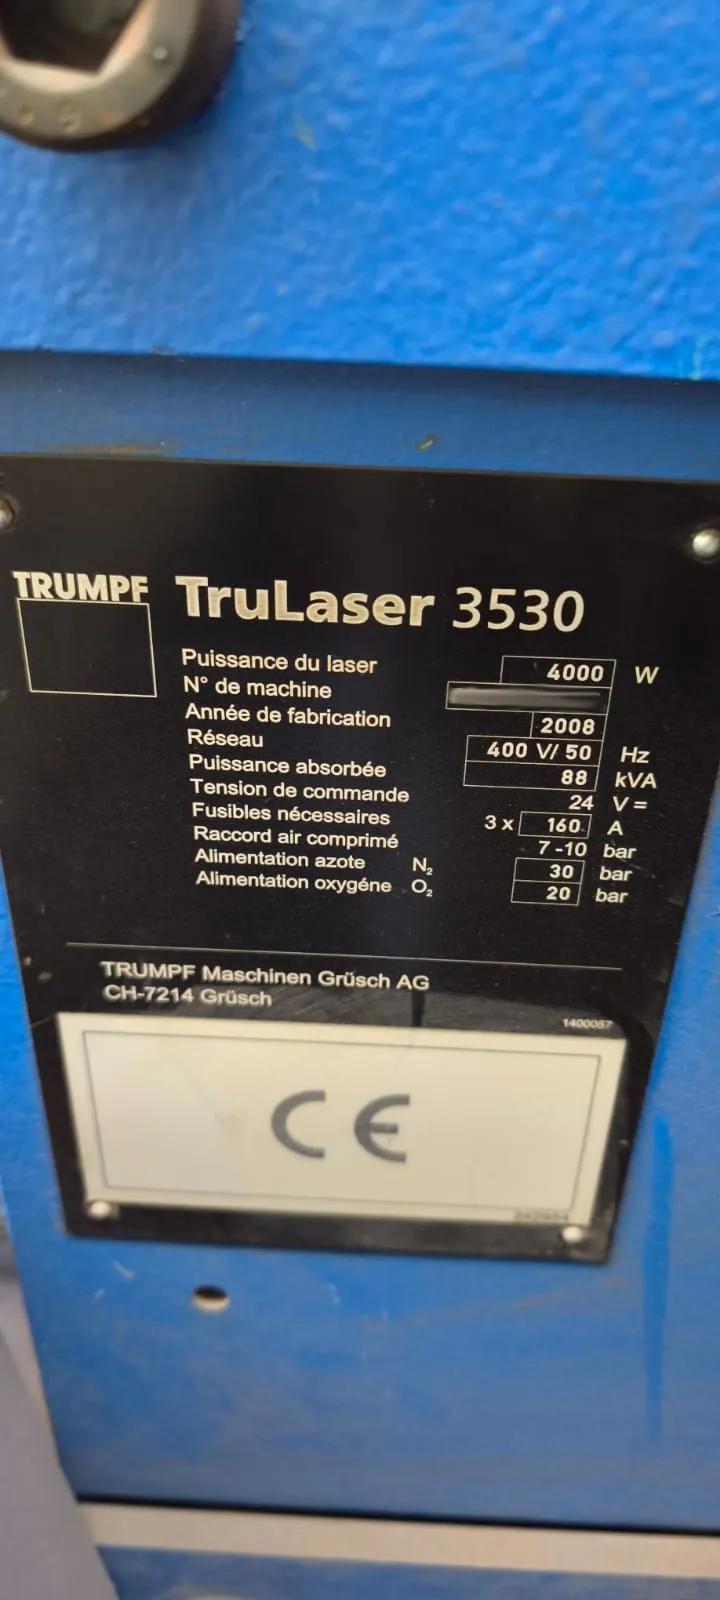 TRUMPF TruLaser 3530
Puissance du laser 4000 W
N° de machine
Année de fabrication 2008
Réseau 400 V/ 50 Hz
Puissance absorbée 88 kVA
Tension de commande 24 V =
Fusibles nécessaires 3 x 160 A
Raccord air comprimé 7 -10 bar
Alimentation azote N₂ 30 bar
Alimentation oxygéne O₂ 20 bar
TRUMPF Maschinen Grüsch AG
CH-7214 Grüsch
1400057
CE